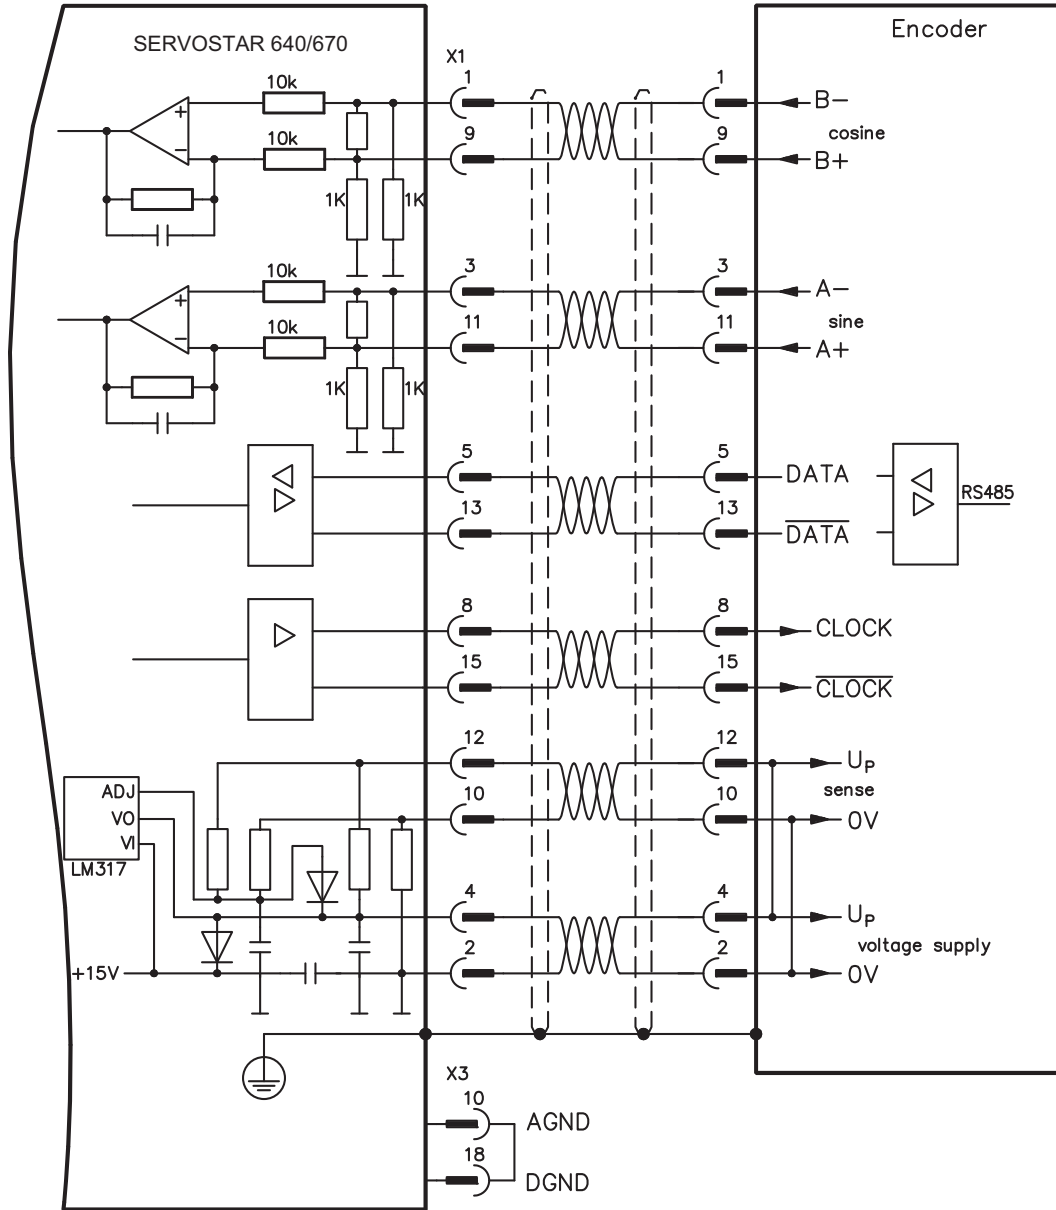 SERVOSTAR 640/670
Encoder
X1
10k
1
1
B-
cosine
10k
9
9
B+
1K
1K
10k
3
3
A-
sine
10k
11
11
A+
1K
1K
5
5
DATA
RS485
13
13
DATA
8
8
CLOCK
15
15
CLOCK
12
12
UP
sense
ADJ
VO
10
10
0V
VI
LM317
4
4
UP
voltage supply
+15V
2
2
0V
X3
10
AGND
18
DGND